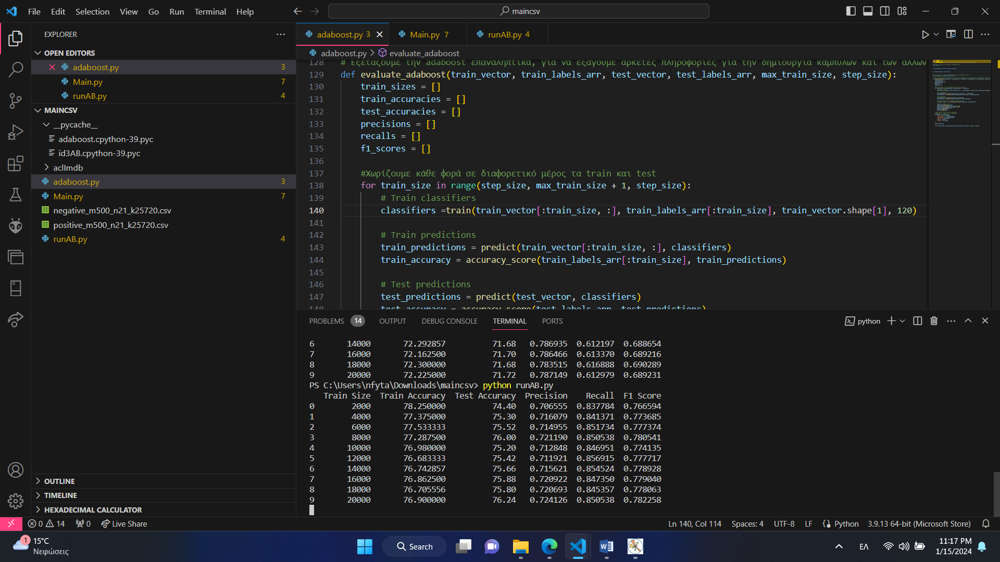 File Edit Selection View Go Run Terminal Help
maincsv
EXPLORER
OPEN EDITORS
adaboost.py 3
Main.py 7
runAB.py 4
MAINCSV
__pycache__
adaboost.cpython-39.pyc
id3AB.cpython-39.pyc
aclImdb
adaboost.py 3
Main.py 7
negative_m500_n21_k25720.csv
positive_m500_n21_k25720.csv
runAB.py 4
OUTLINE
TIMELINE
HEXADECIMAL CALCULATOR
adaboost.py 3 Main.py 7 runAB.py 4
adaboost.py > evaluate_adaboost
128 # Εξετάζουμε την adaboost επαναληπτικά, για να εξάγουμε αρκετές πληροφορίες για την δημιουργία καμπυλών και των άλλων
129 def evaluate_adaboost(train_vector, train_labels_arr, test_vector, test_labels_arr, max_train_size, step_size):
130 train_sizes = []
131 train_accuracies = []
132 test_accuracies = []
133 precisions = []
134 recalls = []
135 f1_scores = []
136
137 #Χωρίζουμε κάθε φορά σε διαφορετικό μέρος τα train και test
138 for train_size in range(step_size, max_train_size + 1, step_size):
139 # Train classifiers
140 classifiers =train(train_vector[:train_size, :], train_labels_arr[:train_size], train_vector.shape[1], 120)
141
142 # Train predictions
143 train_predictions = predict(train_vector[:train_size, :], classifiers)
144 train_accuracy = accuracy_score(train_labels_arr[:train_size], train_predictions)
145
146 # Test predictions
147 test_predictions = predict(test_vector, classifiers)
148 test_accuracy = accuracy_score(test_labels_arr, test_predictions)
PROBLEMS 14 OUTPUT DEBUG CONSOLE TERMINAL PORTS
python
6 14000 72.292857 71.68 0.786935 0.612197 0.688654
7 16000 72.162500 71.70 0.786466 0.613370 0.689216
8 18000 72.300000 71.68 0.783515 0.616888 0.690289
9 20000 72.225000 71.72 0.787149 0.612979 0.689231
PS C:\Users\nfyta\Downloads\maincsv> python runAB.py
Train Size Train Accuracy Test Accuracy Precision Recall F1 Score
0 2000 78.250000 74.40 0.706555 0.837784 0.766594
1 4000 77.375000 75.30 0.716079 0.841371 0.773685
2 6000 77.533333 75.52 0.714955 0.851734 0.777374
3 8000 77.287500 76.00 0.721190 0.850538 0.780541
4 10000 76.980000 75.20 0.712848 0.846951 0.774135
5 12000 76.683333 75.42 0.711921 0.856915 0.777717
6 14000 76.742857 75.66 0.715621 0.854524 0.778928
7 16000 76.862500 75.88 0.720922 0.847350 0.779040
8 18000 76.705556 75.80 0.720693 0.845357 0.778063
9 20000 76.900000 76.24 0.724126 0.850538 0.782258
0 14 0 Live Share
Ln 140, Col 114 Spaces: 4 UTF-8 LF Python 3.9.13 64-bit (Microsoft Store)
1
15°C
Νεφώσεις
Search
ΕΛ
11:17 PM
1/15/2024